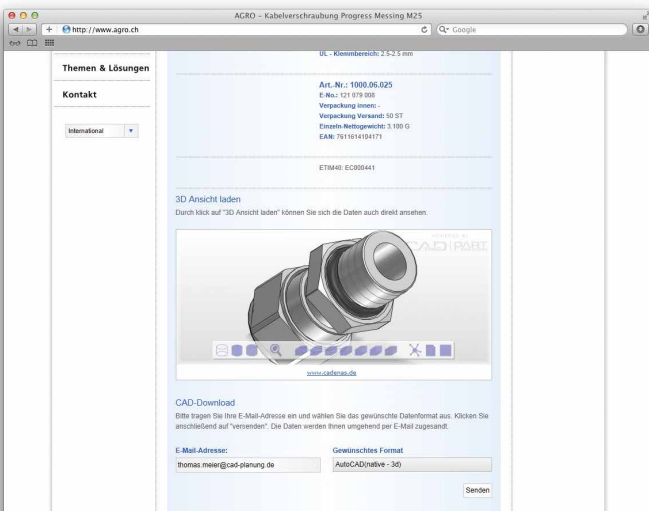 AGRO – Kabelverschraubung Progress Messing M25
http://www.agro.ch
Google
Themen & Lösungen
Kontakt
International
UL - Klemmbereich: 2.5-2.5 mm
Art.-Nr.: 1000.06.025
E-No.: 121 079 008
Verpackung innen: -
Verpackung Versand: 50 ST
Einzeln-Nettogewicht: 3.100 G
EAN: 7611614104171
ETIM40: EC000441
3D Ansicht laden
Durch klick auf "3D Ansicht laden" können Sie sich die Daten auch direkt ansehen.
POWERED BY
CAD PABI
www.cadenas.de
CAD-Download
Bitte tragen Sie Ihre E-Mail-Adresse ein und wählen Sie das gewünschte Datenformat aus. Klicken Sie
anschließend auf "versenden". Die Daten werden Ihnen umgehend per E-Mail zugesandt.
E-Mail-Adresse: Gewünschtes Format
thomas.meier@cad-planung.de AutoCAD(native - 3d)
Senden